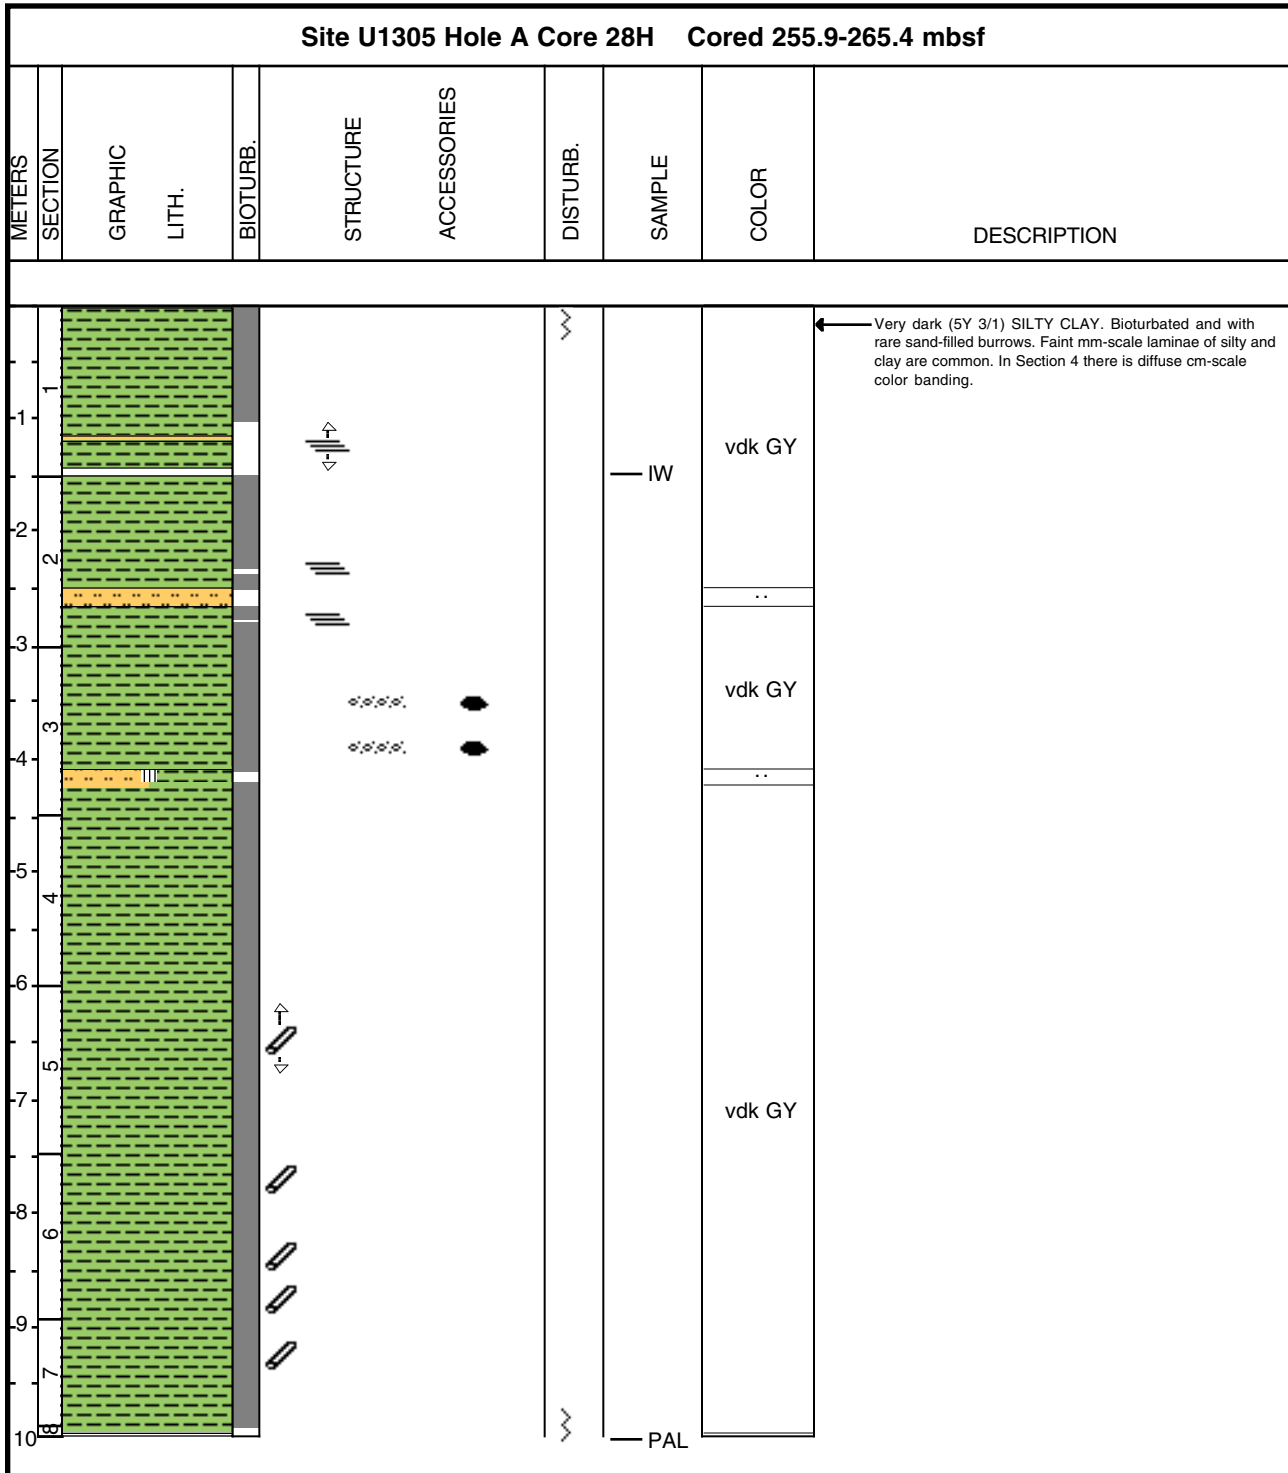 Site U1305 Hole A Core 28H Cored 255.9-265.4 mbsf
METERS
SECTION
GRAPHIC
LITH.
BIOTURB.
STRUCTURE
ACCESSORIES
DISTURB.
SAMPLE
COLOR
DESCRIPTION
Very dark (5Y 3/1) SILTY CLAY. Bioturbated and with
rare sand-filled burrows. Faint mm-scale laminae of silty and
clay are common. In Section 4 there is diffuse cm-scale
color banding.
1
1
vdk GY
IW
2
2
3
vdk GY
3
4
5
4
6
5
7
vdk GY
8
6
9
7
8
10
PAL